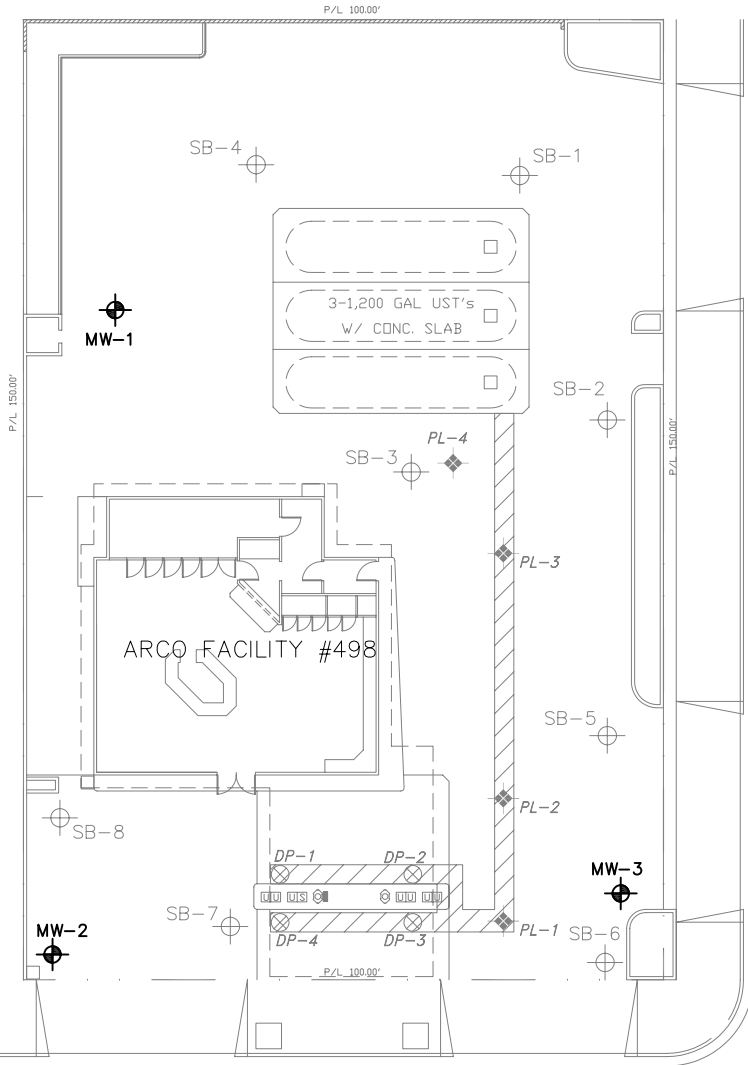 P/L 100.00'
SB-4
SB-1
3-1,200 GAL UST's
W/ CONC. SLAB
MW-1
P/L 150.00'
SB-2
P/L 150.00'
PL-4
SB-3
PL-3
ARCO FACILITY #498
SB-5
PL-2
SB-8
DP-1
DP-2
MW-3
SB-7
MW-2
DP-4
DP-3
PL-1
SB-6
P/L 100.00'